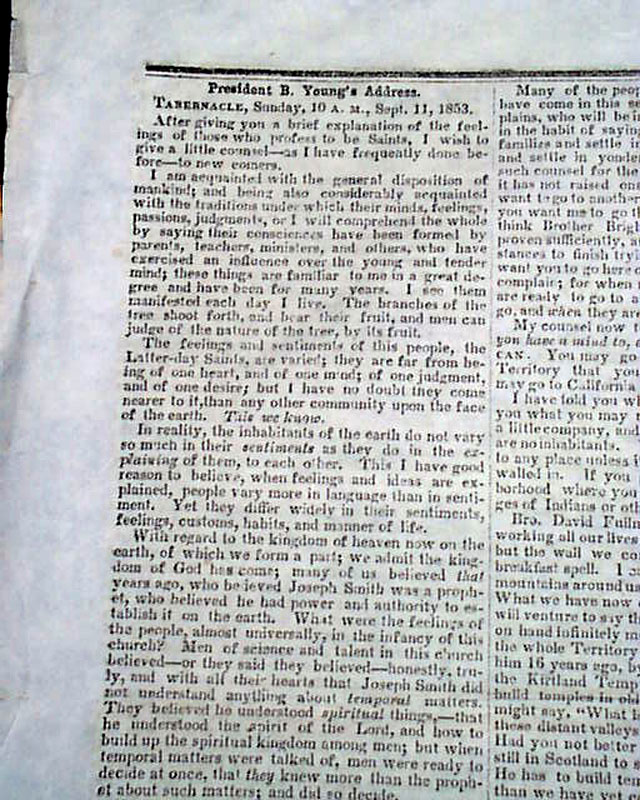 President B. Young's Address.
TABERNACLE, Sunday, 10 A. M., Sept. 11, 1853.
After giving you a brief explanation of the feel-
ings of those who profess to be Saints, I wish to
give a little counsel—as I have frequently done be-
fore—to new comers.
I am acquainted with the general disposition of
mankind; and being also considerably acquainted
with the traditions under which their minds, feelings,
passions, judgments, or I will comprehend the whole
by saying their consciences have been formed by
parents, teachers, ministers, and others, who have
exercised an influence over the young and tender
mind; these things are familiar to me in a great de-
gree and have been for many years. I see them
manifested each day I live. The branches of the
tree shoot forth, and bear their fruit, and men can
judge of the nature of the tree, by its fruit.
The feelings and sentiments of this people, the
Latter-day Saints, are varied; they are far from be-
ing of one heart, and of one mind; of one judgment,
and of one desire; but I have no doubt they come
nearer to it,than any other community upon the face
of the earth. This we know.
In reality, the inhabitants of the earth do not vary
so much in their sentiments as they do in the ex-
plaining of them, to each other. This I have good
reason to believe, when feelings and ideas are ex-
plained, people vary more in language than in senti-
ment. Yet they differ widely in their sentiments,
feelings, customs, habits, and manner of life.
With regard to the kingdom of heaven now on the
earth, of which we form a part; we admit the king-
dom of God has come; many of us believed that
years ago, who believed Joseph Smith was a proph-
et, who believed he had power and authority to es-
tablish it on the earth. What were the feelings of
the people, almost universally, in the infancy of this
church? Men of science and talent in this church
believed—or they said they believed—honestly, tru-
ly, and with all their hearts that Joseph Smith did
not understand anything about temporal matters.
They believed he understood spiritual things,—that
he understood the spirit of the Lord, and how to
build up the spiritual kingdom among men; but when
temporal matters were talked of, men were ready to
decide at once, that they knew more than the proph-
et about such matters; and did so decide.
Many of the peop
have come in this se
plains, who will be in
in the habit of saying
families and settle in
and settle in yonder
such counsel for the
it has not raised on
want to go to another
you want me to go t
think Brother Brig
proven sufficiently, a
stances to finish tryi
want you to go here o
complain; for when
are ready to go to a
go, and when they are
My counsel now
you have a mind to, 
CAN. You may go
Territory that you
may go to California
I have told you wh
you what you may
a little company, and
are no inhabitants.
to any place unless i
walled in. If you
borhood where you
ges of Indians or oth
Bro. David Full
working all our lives
but the wall we co
breakfast spell. I
mountains around u
What we have now
will venture to say th
on hand infinitely m
the whole Territory
him 16 years ago, b
the Kirtland Temp
build temples in ol
might say, "What
these distant valleys
Had you not better
still in Scotland to s
He has to build tem
than we have yet